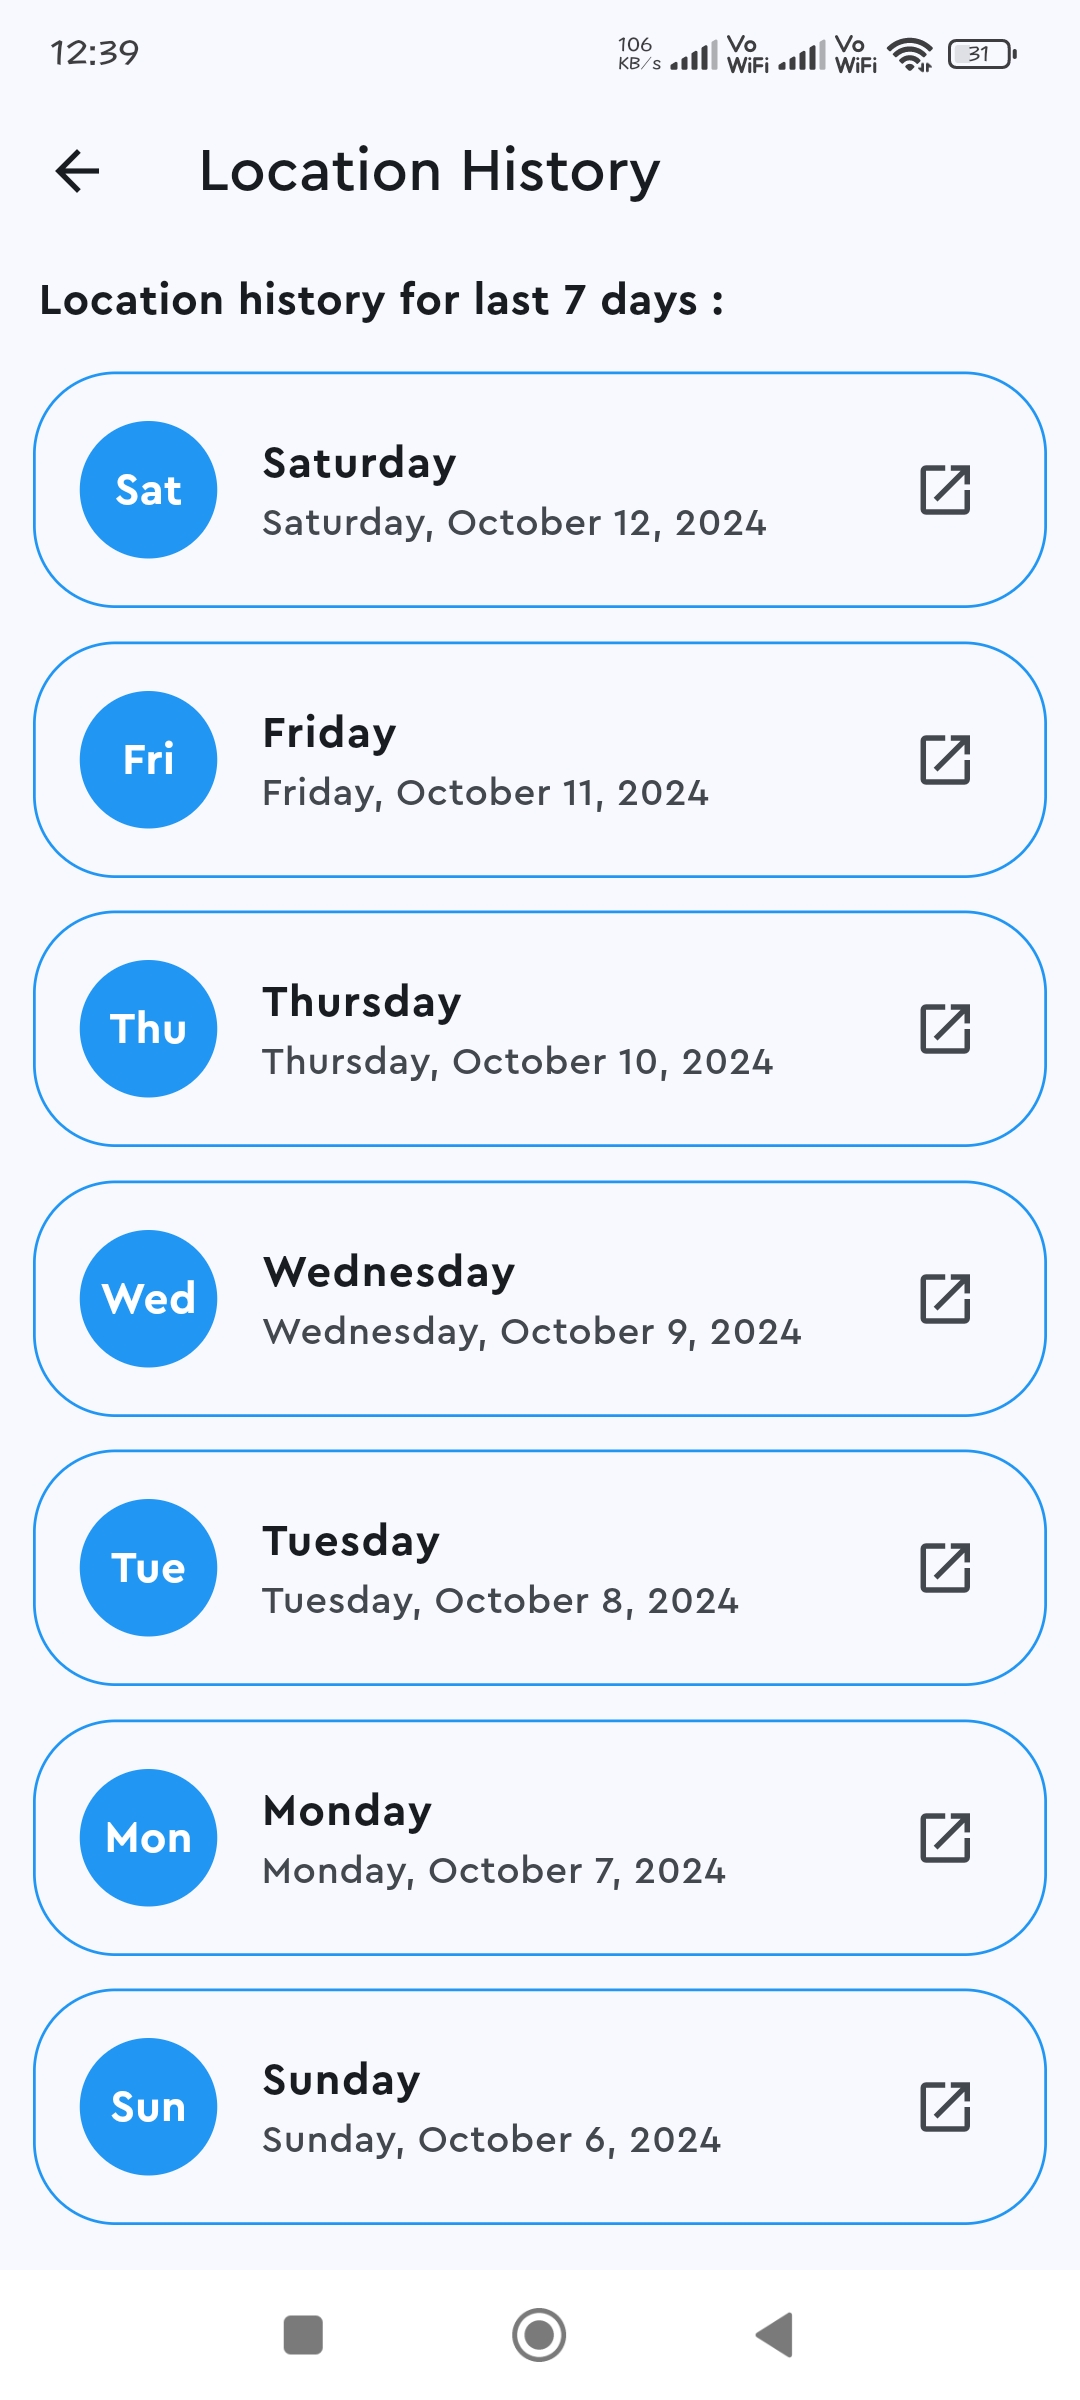 12:39
106 KB/s Vo WiFi Vo WiFi 31
Location History
Location history for last 7 days :
Sat
Saturday
Saturday, October 12, 2024
Fri
Friday
Friday, October 11, 2024
Thu
Thursday
Thursday, October 10, 2024
Wed
Wednesday
Wednesday, October 9, 2024
Tue
Tuesday
Tuesday, October 8, 2024
Mon
Monday
Monday, October 7, 2024
Sun
Sunday
Sunday, October 6, 2024